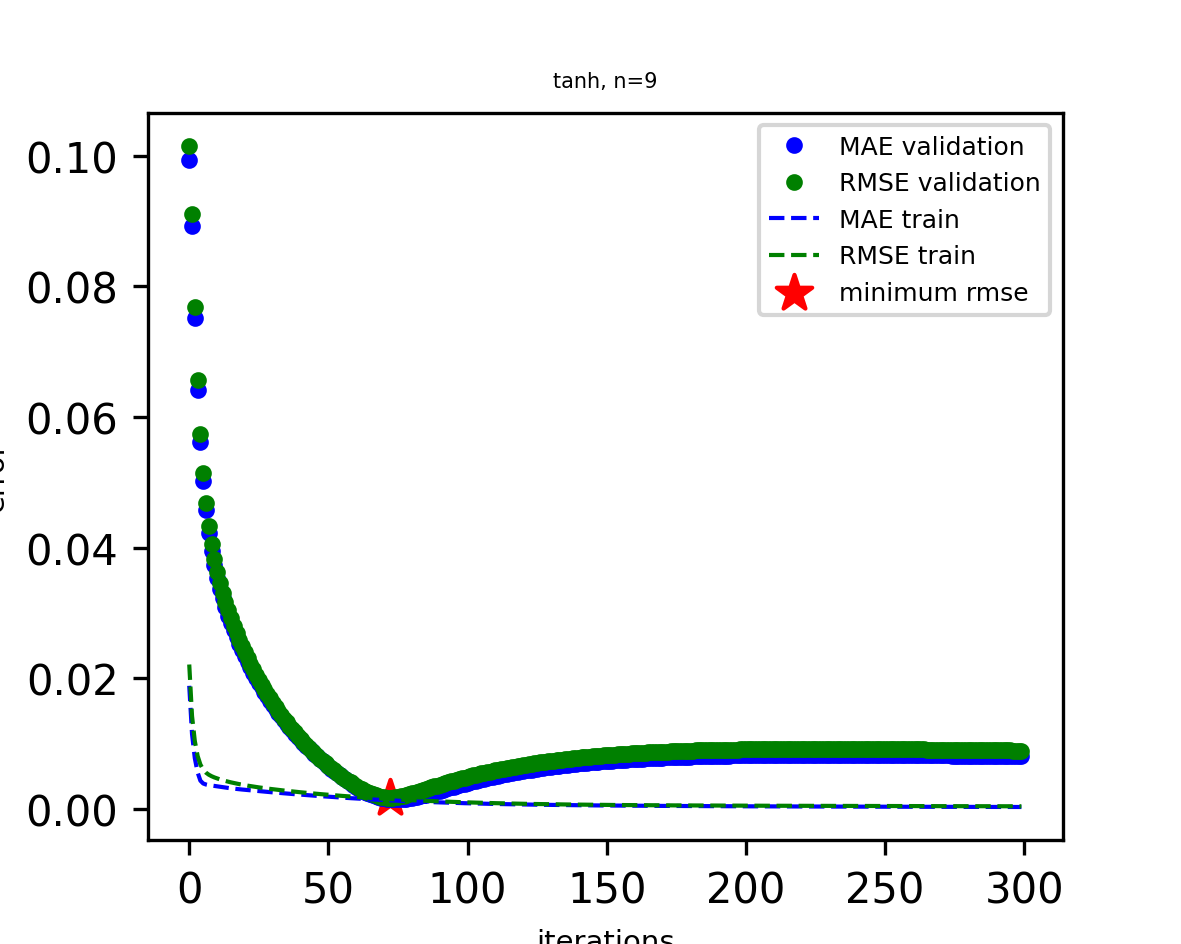 tanh, n=9
MAE validation
RMSE validation
MAE train
RMSE train
minimum rmse
0.10
0.08
0.06
0.04
0.02
0.00
0 50 100 150 200 250 300
iterations